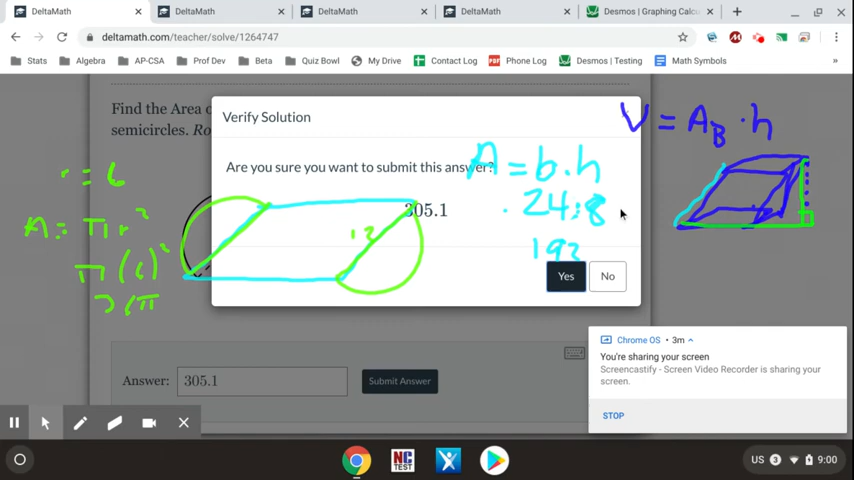 DeltaMath
DeltaMath
DeltaMath
DeltaMath
Desmos | Graphing Calcu
deltamath.com/teacher/solve/1264747
Stats
Algebra
AP-CSA
Prof Dev
Beta
Quiz Bowl
My Drive
Contact Log
Phone Log
Desmos | Testing
Math Symbols
»
Find the Area o
semicircles. Ro
Verify Solution
Are you sure you want to submit this answer?
305.1
Yes
No
V = A_B · h
A = b.h
. 24.8
192
r = 6
A = πr²
π(6)²
36π
12
Answer:
305.1
Submit Answer
Chrome OS • 3m
You're sharing your screen
Screencastify - Screen Video Recorder is sharing your
screen.
STOP
NC
TEST
US
3
9:00